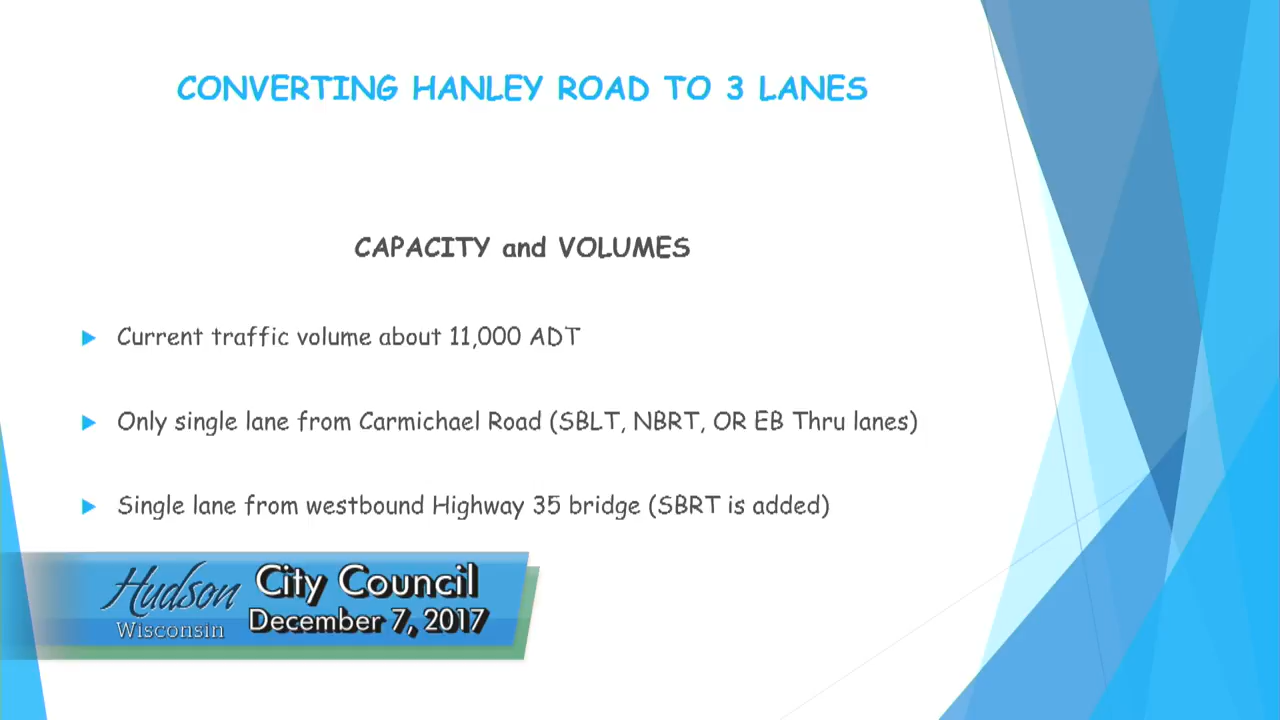 CONVERTING HANLEY ROAD TO 3 LANES
CAPACITY and VOLUMES
Current traffic volume about 11,000 ADT
Only single lane from Carmichael Road (SBLT, NBRT, OR EB Thru lanes)
Single lane from westbound Highway 35 bridge (SBRT is added)
Hudson
Wisconsin
City Council
December 7, 2017